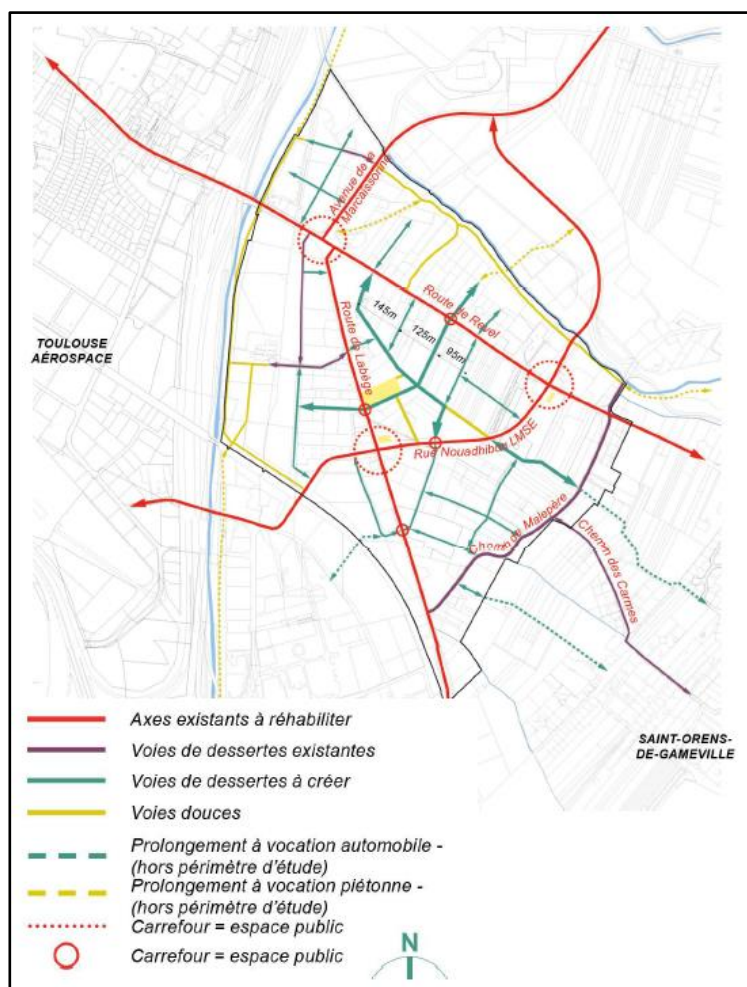 Avenue de la
Marcaissonne
145m
125m
95m
Route de Revel
Route de Labège
TOULOUSE
AÉROSPACE
Rue Nouadhibou LMSE
Chemin de Malepère
Chemin des Carmes
SAINT-ORENS-
DE-GAMEVILLE
Axes existants à réhabiliter
Voies de dessertes existantes
Voies de dessertes à créer
Voies douces
Prolongement à vocation automobile -
(hors périmètre d'étude)
Prolongement à vocation piétonne -
(hors périmètre d'étude)
Carrefour = espace public
Carrefour = espace public
N